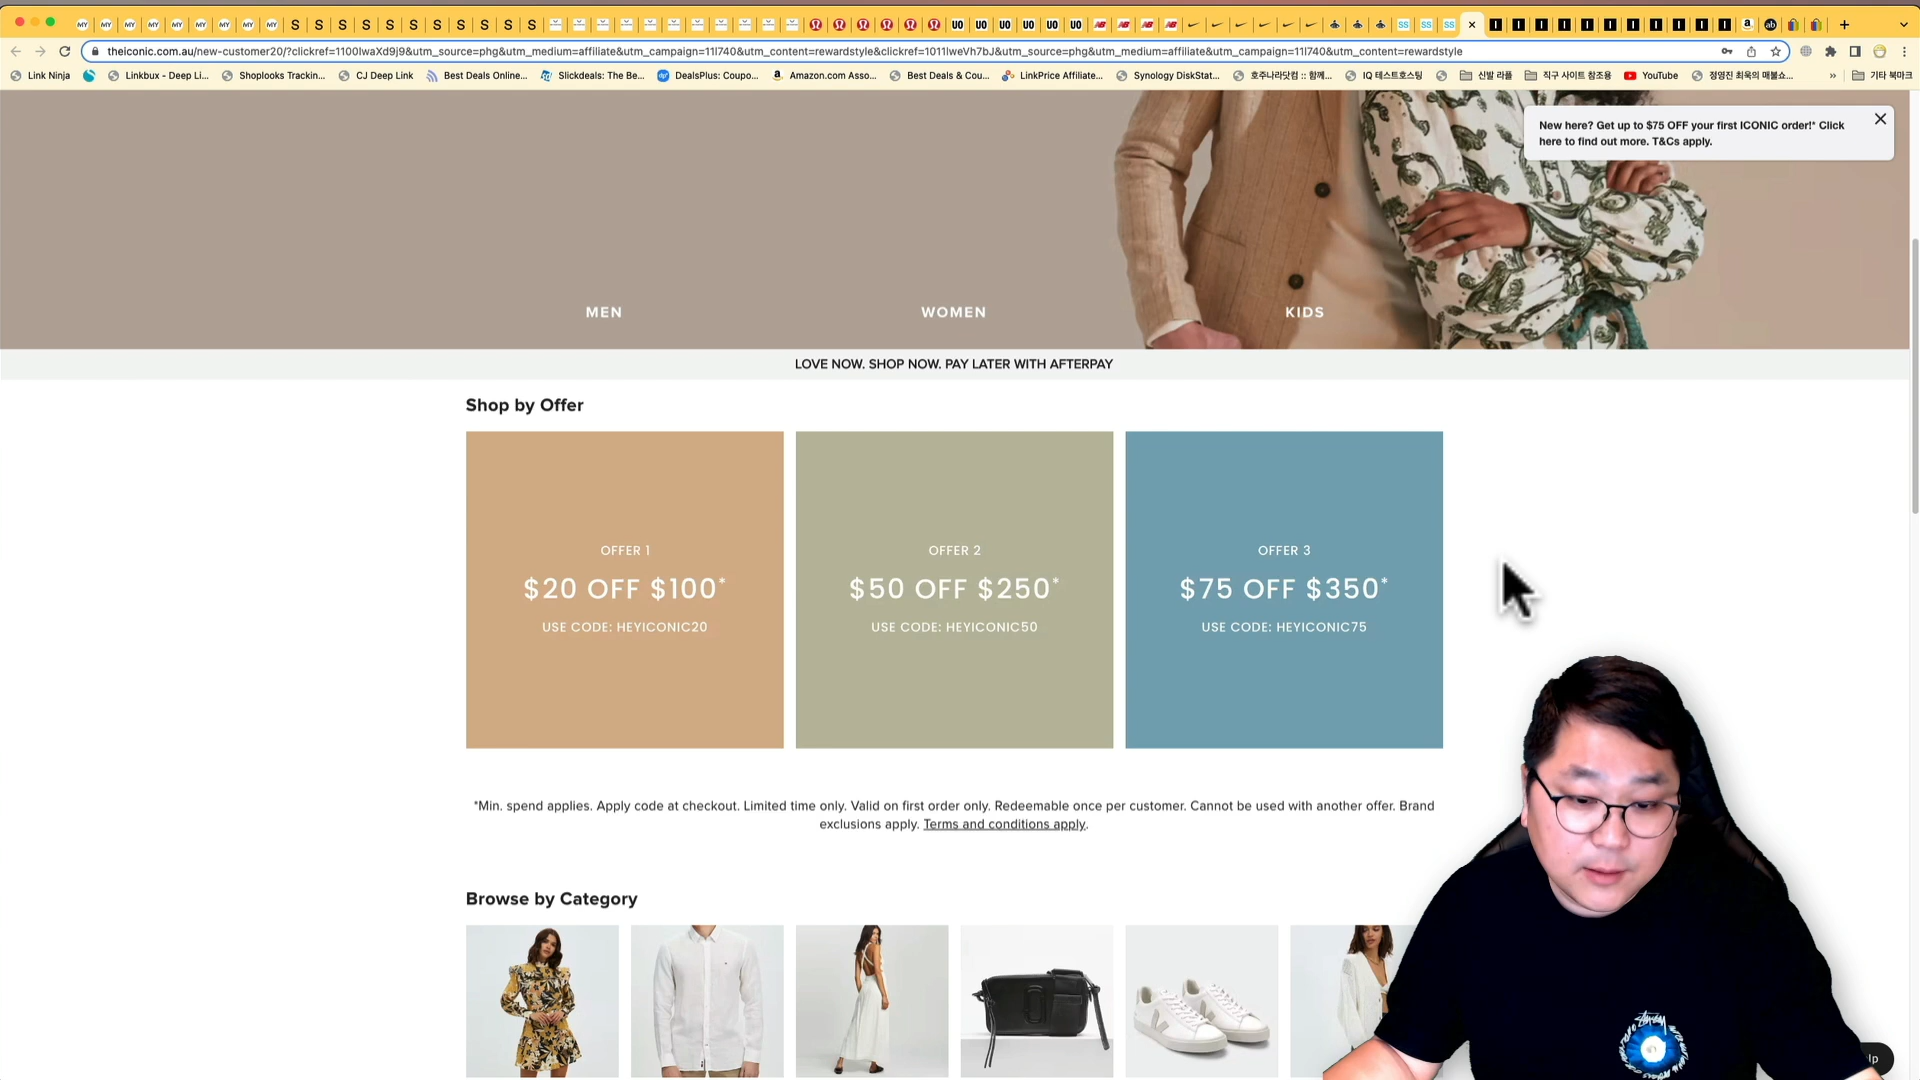 theiconic.com.au/new-customer20/?clickref=1100lwaXd9j9&utm_source=phg&utm_medium=affiliate&utm_campaign=11l740&utm_content=rewardstyle&clickref=1011lweVh7bJ&utm_source=phg&utm_medium=affiliate&utm_campaign=11l740&utm_content=rewardstyle
Link Ninja
Linkbux - Deep Li...
Shoplooks Trackin...
CJ Deep Link
Best Deals Online...
Slickdeals: The Be...
DealsPlus: Coupo...
Amazon.com Asso...
Best Deals & Cou...
LinkPrice Affiliate...
Synology DiskStat...
호주나라닷컴 :: 함께...
IQ 테스트호스팅
신발 라플
직구 사이트 참조용
YouTube
정영진 최욱의 매불쇼...
기타 북마크
New here? Get up to $75 OFF your first ICONIC order!* Click
here to find out more. T&Cs apply.
MEN
WOMEN
KIDS
LOVE NOW. SHOP NOW. PAY LATER WITH AFTERPAY
Shop by Offer
OFFER 1
$20 OFF $100*
USE CODE: HEYICONIC20
OFFER 2
$50 OFF $250*
USE CODE: HEYICONIC50
OFFER 3
$75 OFF $350*
USE CODE: HEYICONIC75
*Min. spend applies. Apply code at checkout. Limited time only. Valid on first order only. Redeemable once per customer. Cannot be used with another offer. Brand
exclusions apply. Terms and conditions apply.
Browse by Category